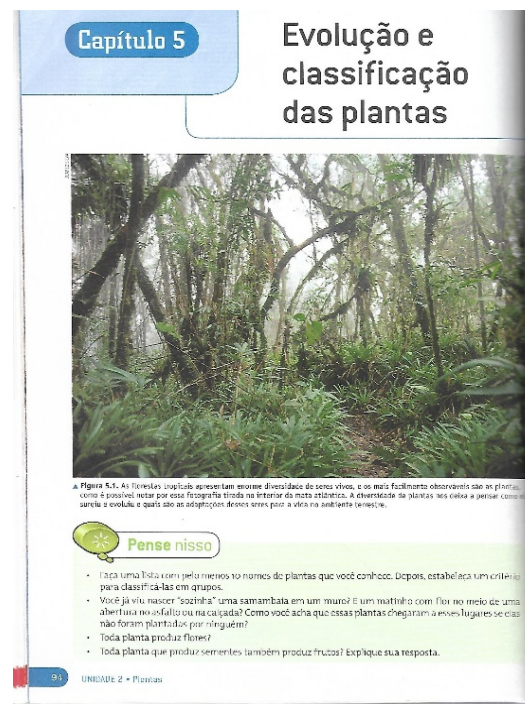 Capítulo 5
Evolução e
classificação
das plantas
▲ Figura 5.1. As florestas tropicais apresentam enorme diversidade de seres vivos, e os mais facilmente observáveis são as plantas,
como é possível notar por essa fotografia tirada no interior da mata atlântica. A diversidade de plantas nos deixa a pensar como
surgiu e evoluiu e quais são as adaptações desses seres para a vida no ambiente terrestre.
Pense nisso
• Faça uma lista com pelo menos 10 nomes de plantas que você conhece. Depois, estabeleça um critério
para classificá-las em grupos.
• Você já viu nascer "sozinha" uma samambaia em um muro? E um matinho com flor no meio de uma
abertura no asfalto ou na calçada? Como você acha que essas plantas chegaram a esses lugares se elas
não foram plantadas por ninguém?
• Toda planta produz flores?
• Toda planta que produz sementes também produz frutos? Explique sua resposta.
94 UNIDADE 2 • Plantas